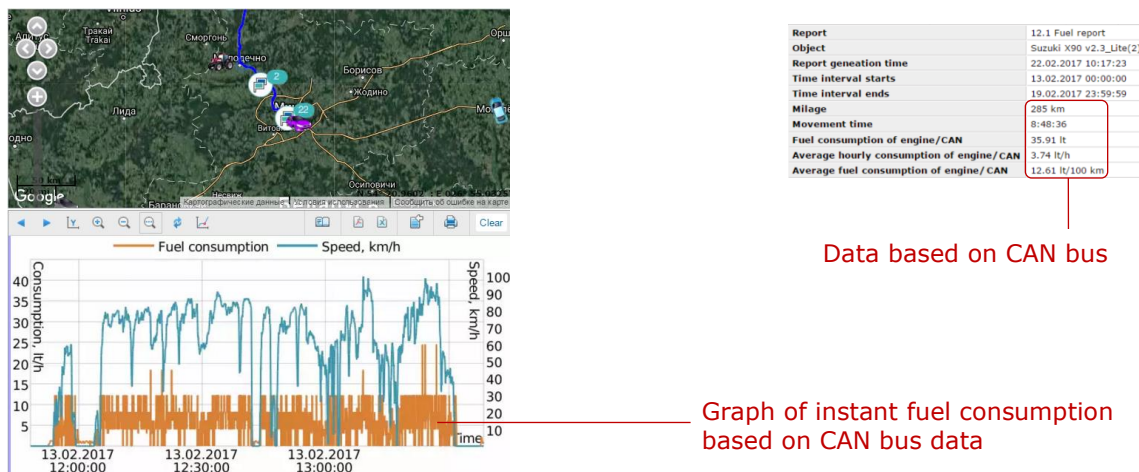 Тракай
Trakai
Сморгонь
Орш
Лида
Борисов
Жодино
2
22
Осиповичи
Google
Картографические данные
Условия использования
Сообщить об ошибке на карте
Clear
Fuel consumption
Speed, km/h
Consumption, lt/h
Speed, km/h
40
35
30
25
20
15
10
5
100
90
80
70
60
50
40
30
20
10
Time
13.02.2017
12:00:00
13.02.2017
12:30:00
13.02.2017
13:00:00
Report 12.1 Fuel report
Object Suzuki X90 v2.3_Lite(2)
Report geneation time 22.02.2017 10:17:23
Time interval starts 13.02.2017 00:00:00
Time interval ends 19.02.2017 23:59:59
Milage 285 km
Movement time 8:48:36
Fuel consumption of engine/CAN 35.91 lt
Average hourly consumption of engine/CAN 3.74 lt/h
Average fuel consumption of engine/CAN 12.61 lt/100 km
Data based on CAN bus
Graph of instant fuel consumption
based on CAN bus data